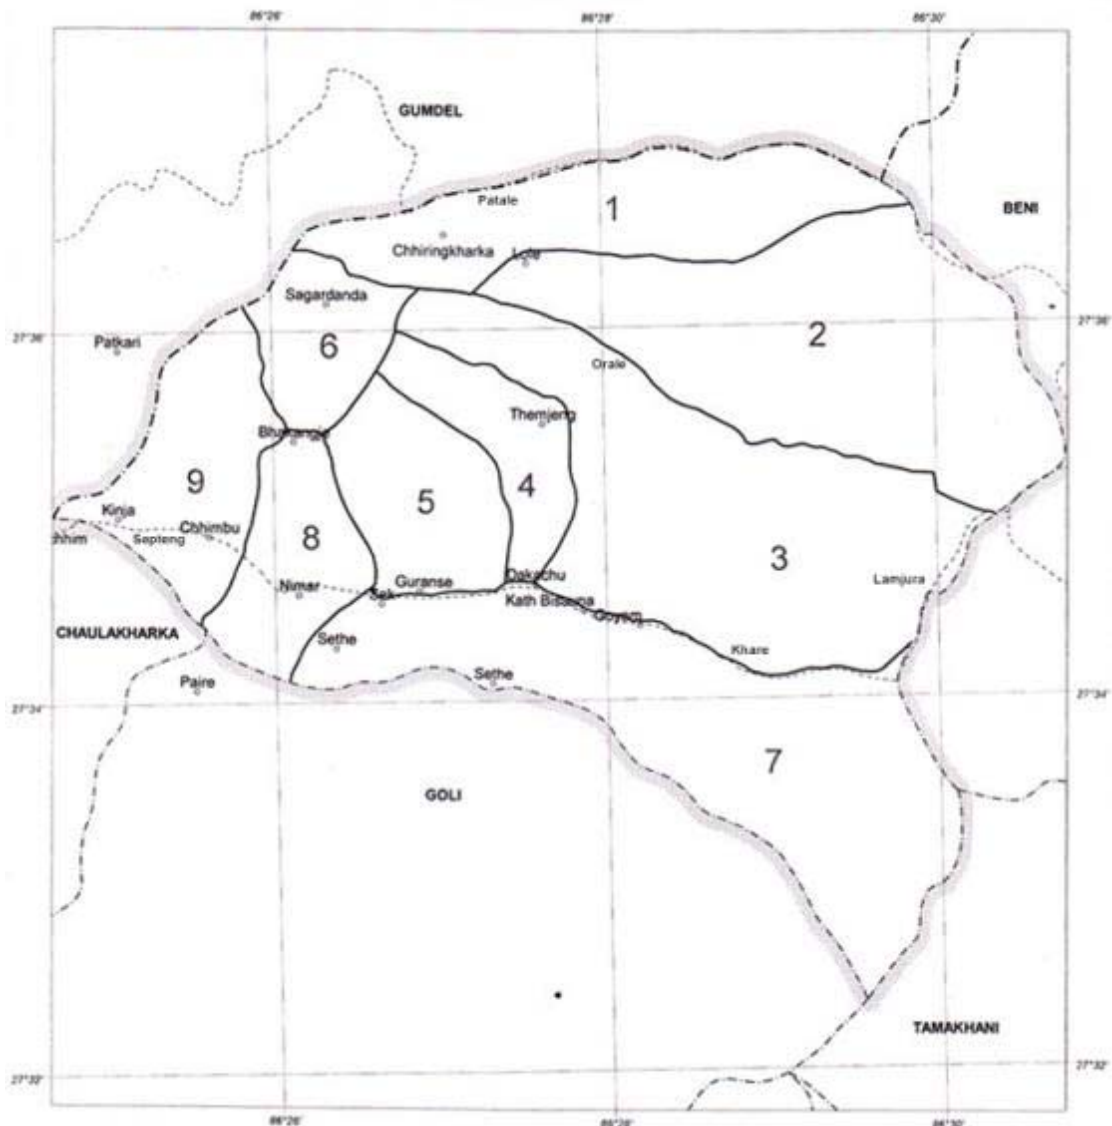 86°26' 86°28' 86°30'
GUMDEL
Patale
1
BENI
Chhiringkharka
Lole
Sagardanda
27°36'
27°36'
2
Patkari
6
Orale
Themjeng
9
4
5
Kinja
Chhimbu
8
Septeng
3
Lamjura
Nimar
Guranse
Dakachu
Kath Bisauna
CHAULAKHARKA
Sethe
Khare
Paire
Sethe
27°34'
27°34'
7
GOLI
TAMAKHANI
27°32'
27°32'
86°26' 86°28' 86°30'